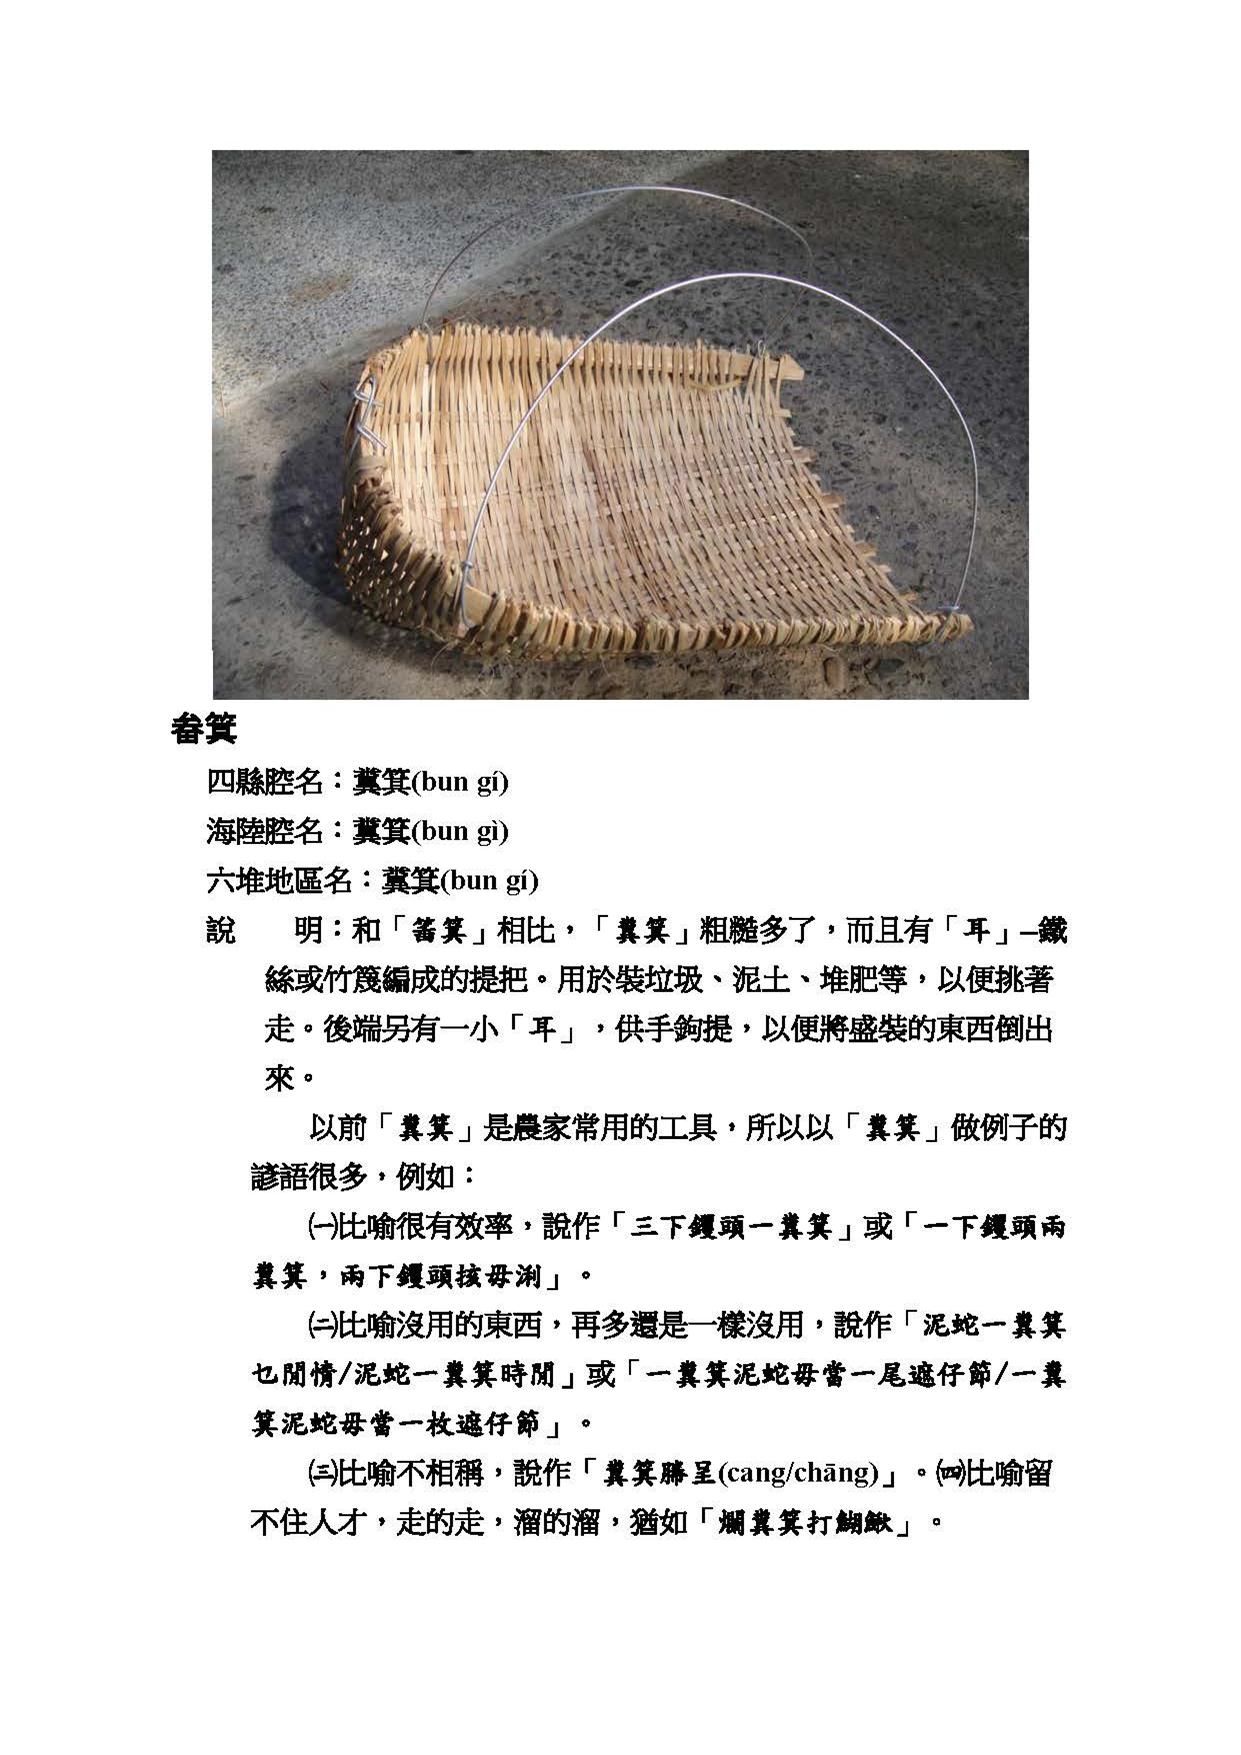 畚箕
四縣腔名：糞箕(bun gí)
海陸腔名：糞箕(bun gì)
六堆地區名：糞箕(bun gí)
說　　明：和「䈪箕」相比，「糞箕」粗糙多了，而且有「耳」─鐵
絲或竹篾編成的提把。用於裝垃圾、泥土、堆肥等，以便挑著
走。後端另有一小「耳」，供手鉤提，以便將盛裝的東西倒出
來。
以前「糞箕」是農家常用的工具，所以以「糞箕」做例子的
諺語很多，例如：
㈠比喻很有效率，說作「三下钁頭一糞箕」或「一下钁頭兩
糞箕，兩下钁頭㧡毋淛」。
㈡比喻沒用的東西，再多還是一樣沒用，說作「泥蛇一糞箕
乜閒情/泥蛇一糞箕時閒」或「一糞箕泥蛇毋當一尾遮仔節/一糞
箕泥蛇毋當一枚遮仔節」。
㈢比喻不相稱，說作「糞箕勝呈(cang/chāng)」。㈣比喻留
不住人才，走的走，溜的溜，猶如「爛糞箕打鰗鰍」。